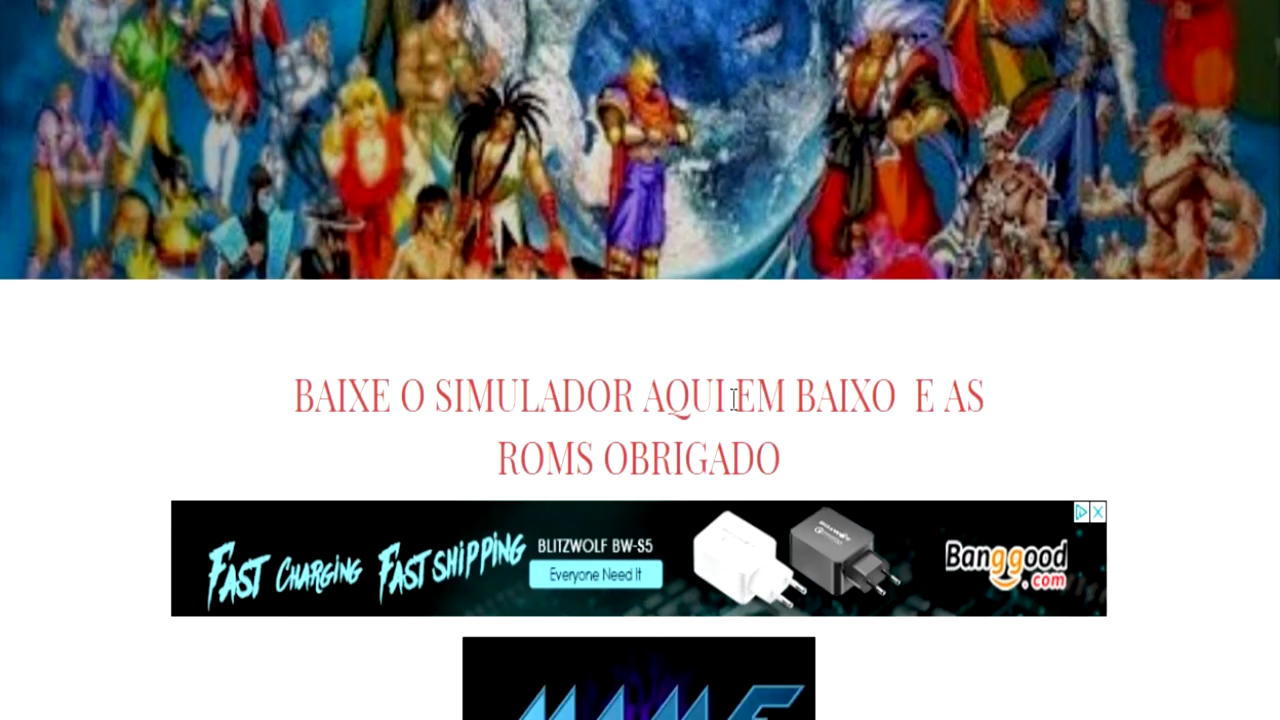 BAIXE O SIMULADOR AQUI EM BAIXO E AS
ROMS OBRIGADO
FAST CHARGING FAST SHIPPING
BLITZWOLF BW-S5
Everyone Need It
Banggood
.com
MAME